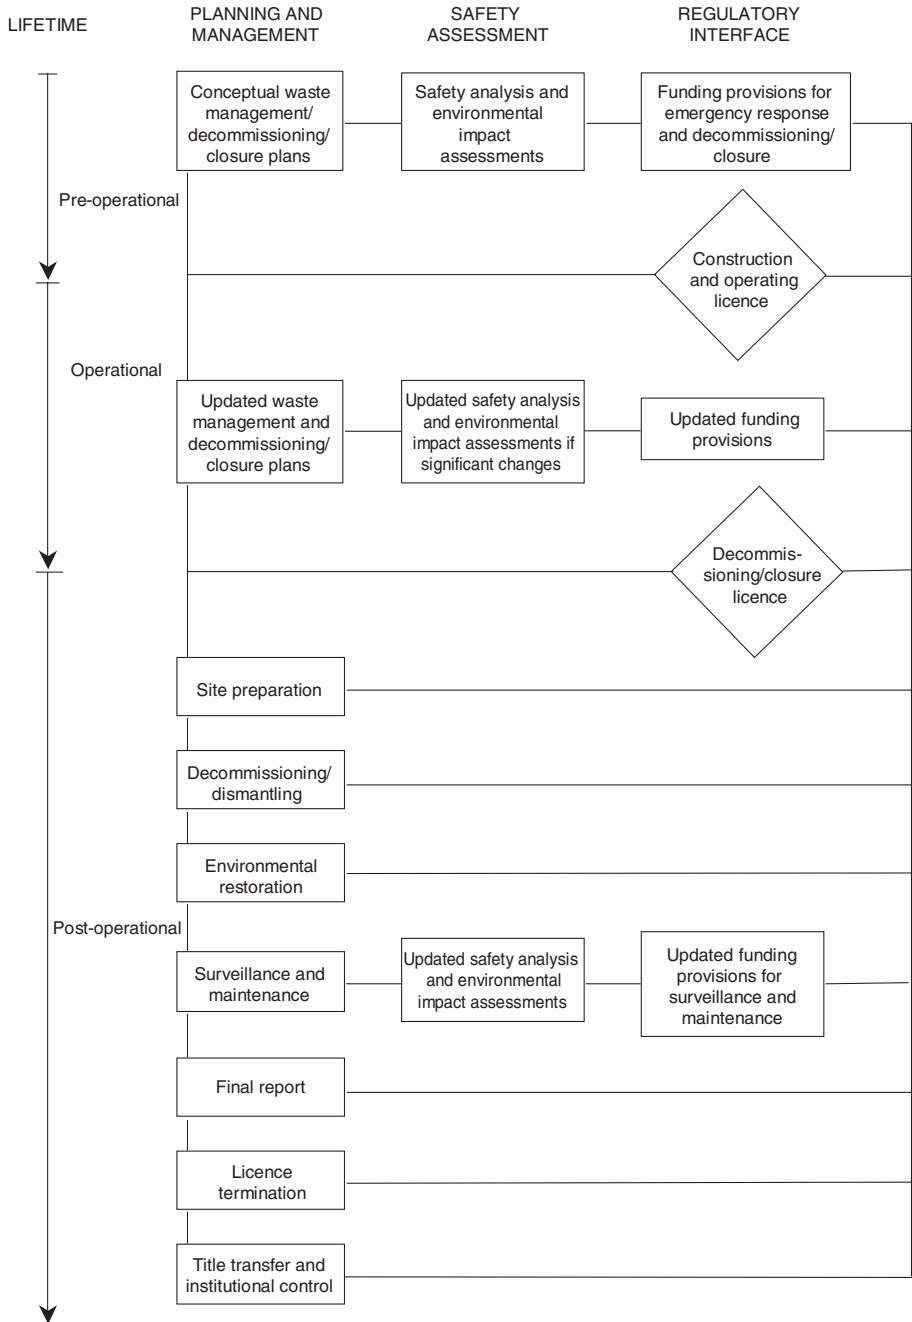 LIFETIME
PLANNING AND
MANAGEMENT
SAFETY
ASSESSMENT
REGULATORY
INTERFACE
Conceptual waste
management/
decommissioning/
closure plans
Safety analysis and
environmental
impact
assessments
Funding provisions for
emergency response
and decommissioning/
closure
Pre-operational
Construction
and operating
licence
Operational
Updated waste
management and
decommissioning/
closure plans
Updated safety analysis
and environmental
impact assessments if
significant changes
Updated funding
provisions
Decommis-
sioning/closure
licence
Site preparation
Decommissioning/
dismantling
Environmental
restoration
Post-operational
Surveillance and
maintenance
Updated safety analysis
and environmental
impact assessments
Updated funding
provisions for
surveillance and
maintenance
Final report
Licence
termination
Title transfer and
institutional control